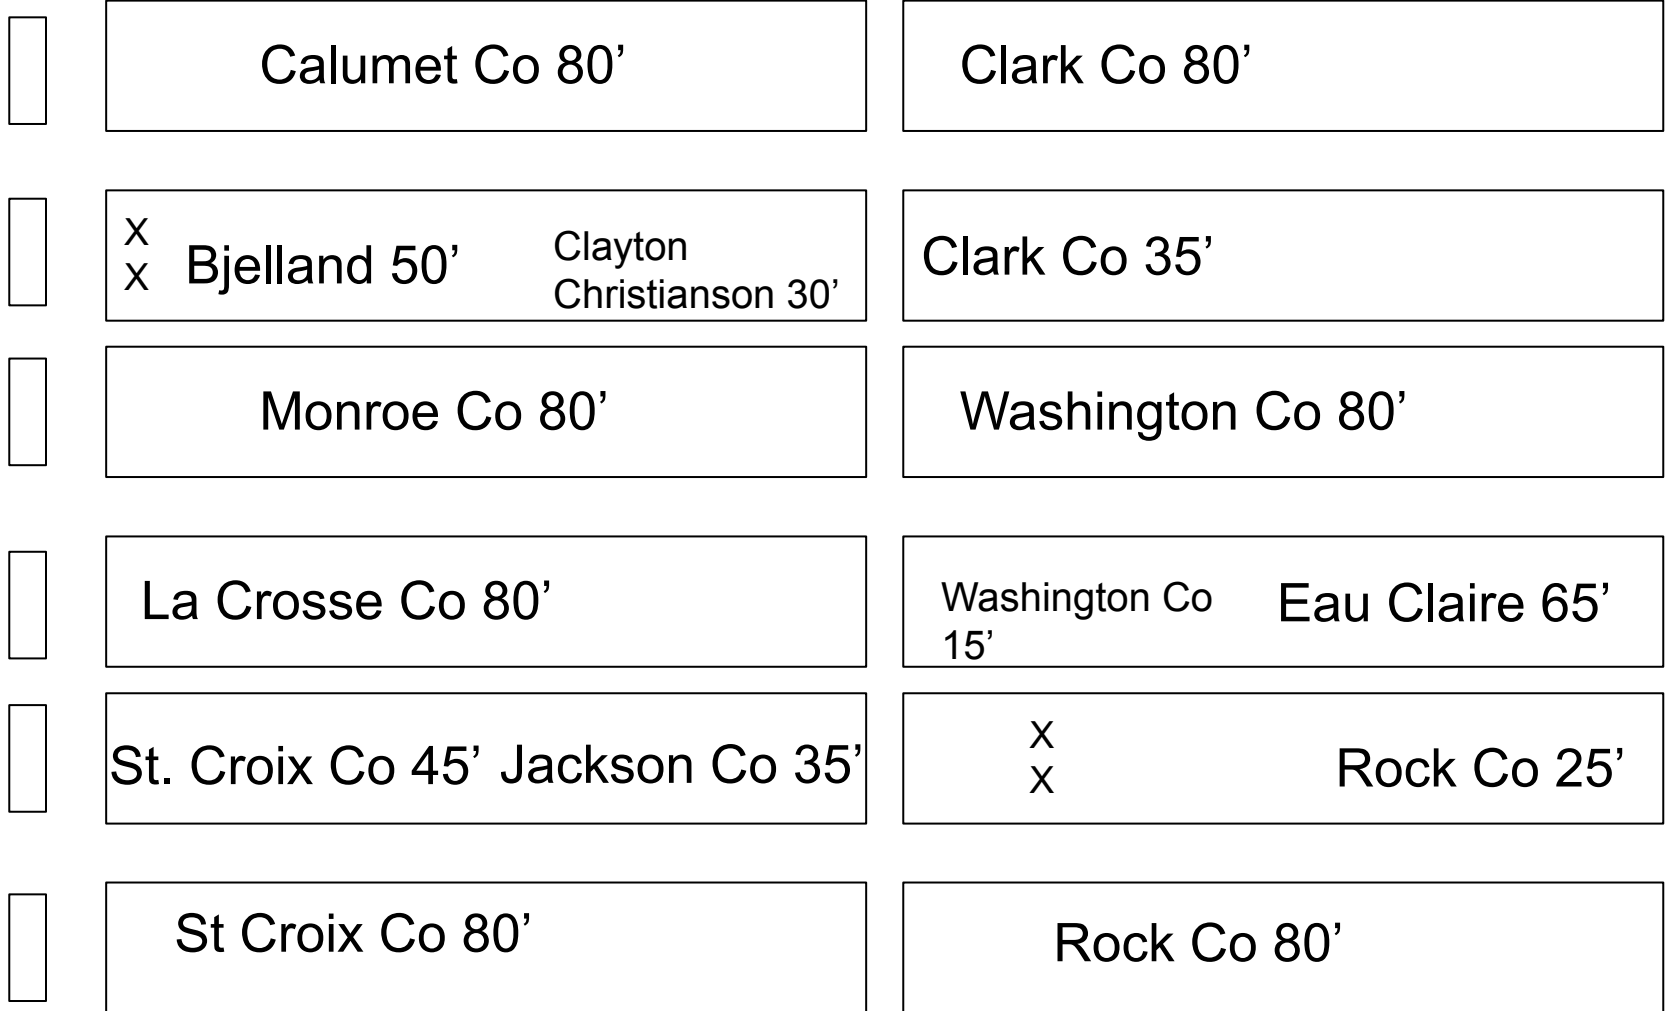 Calumet Co 80’
Clark Co 80’
X
X
Bjelland 50’
Clayton
Christianson 30’
Clark Co 35’
Monroe Co 80’
Washington Co 80’
La Crosse Co 80’
Washington Co
15’
Eau Claire 65’
St. Croix Co 45’ Jackson Co 35’
X
X
Rock Co 25’
St Croix Co 80’
Rock Co 80’